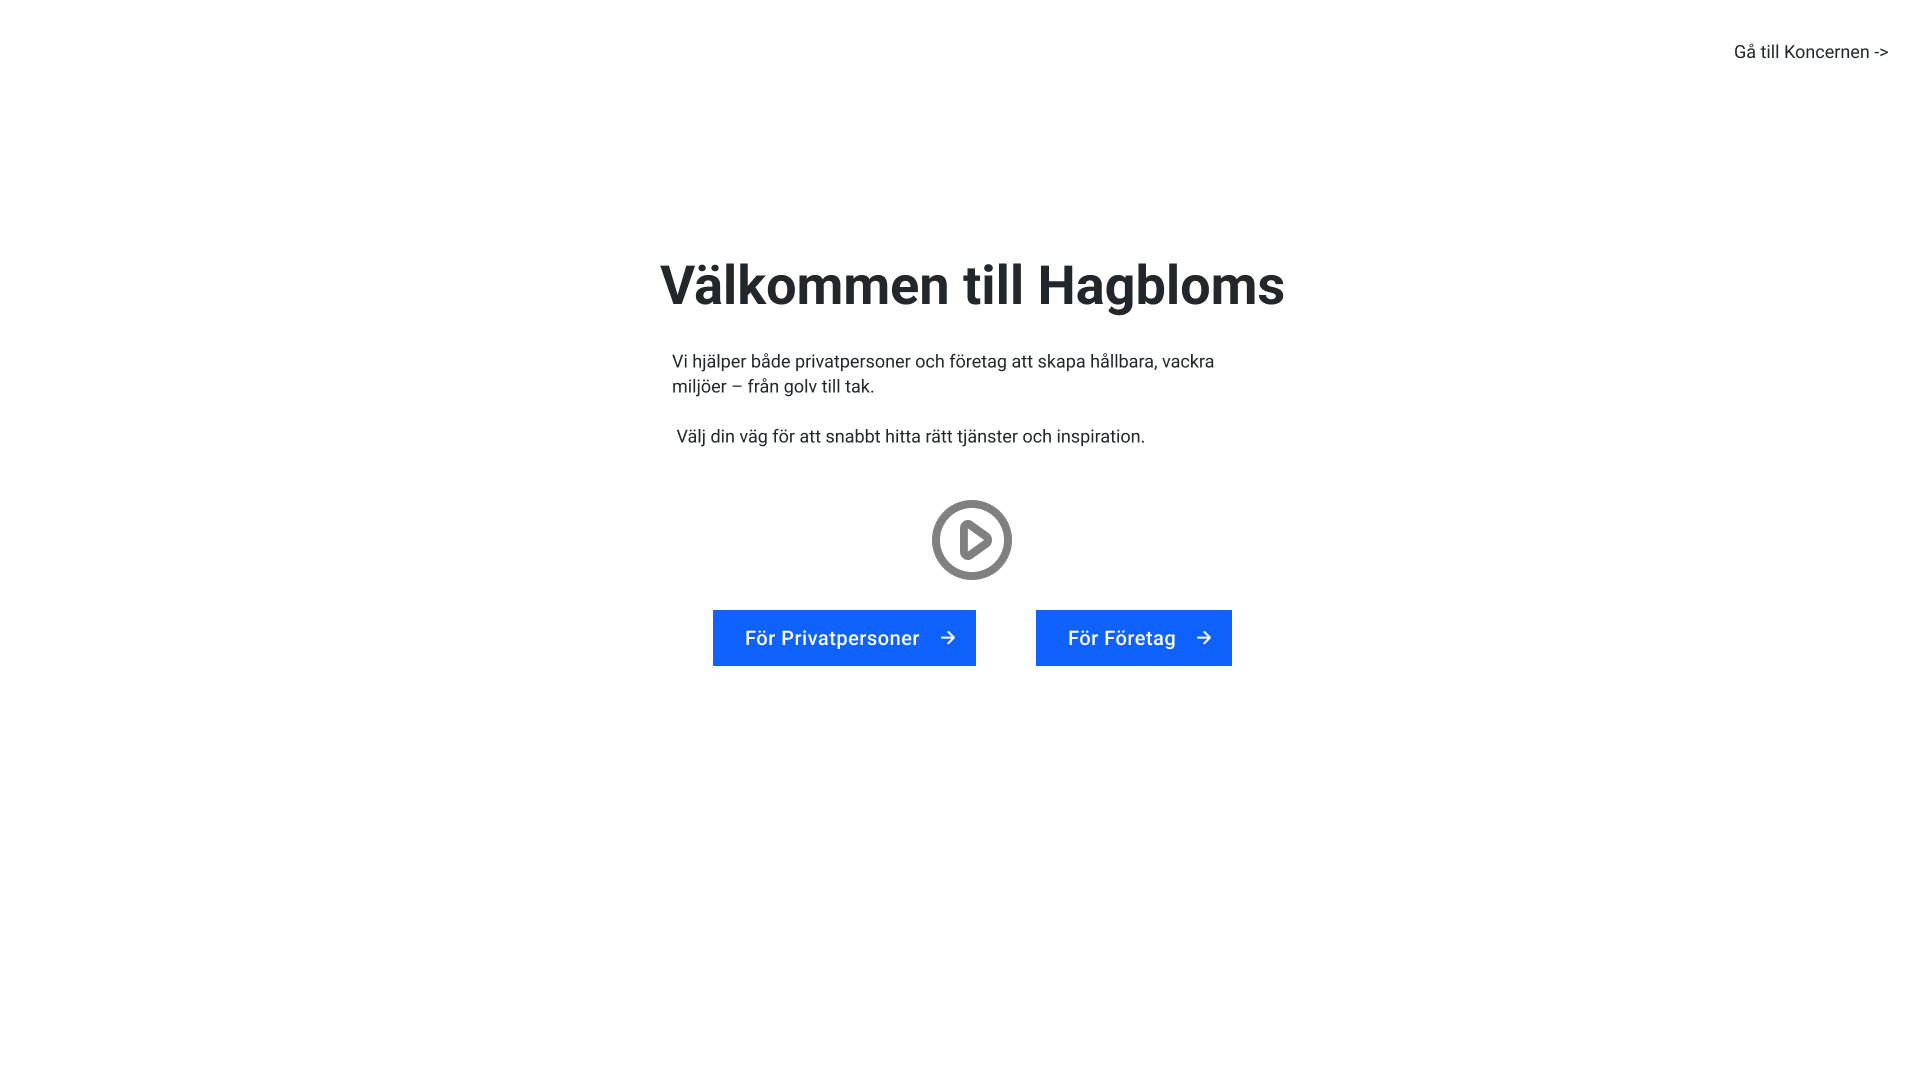 Gå till Koncernen ->
Välkommen till Hagbloms
Vi hjälper både privatpersoner och företag att skapa hållbara, vackra
miljöer – från golv till tak.
Välj din väg för att snabbt hitta rätt tjänster och inspiration.
För Privatpersoner →
För Företag →